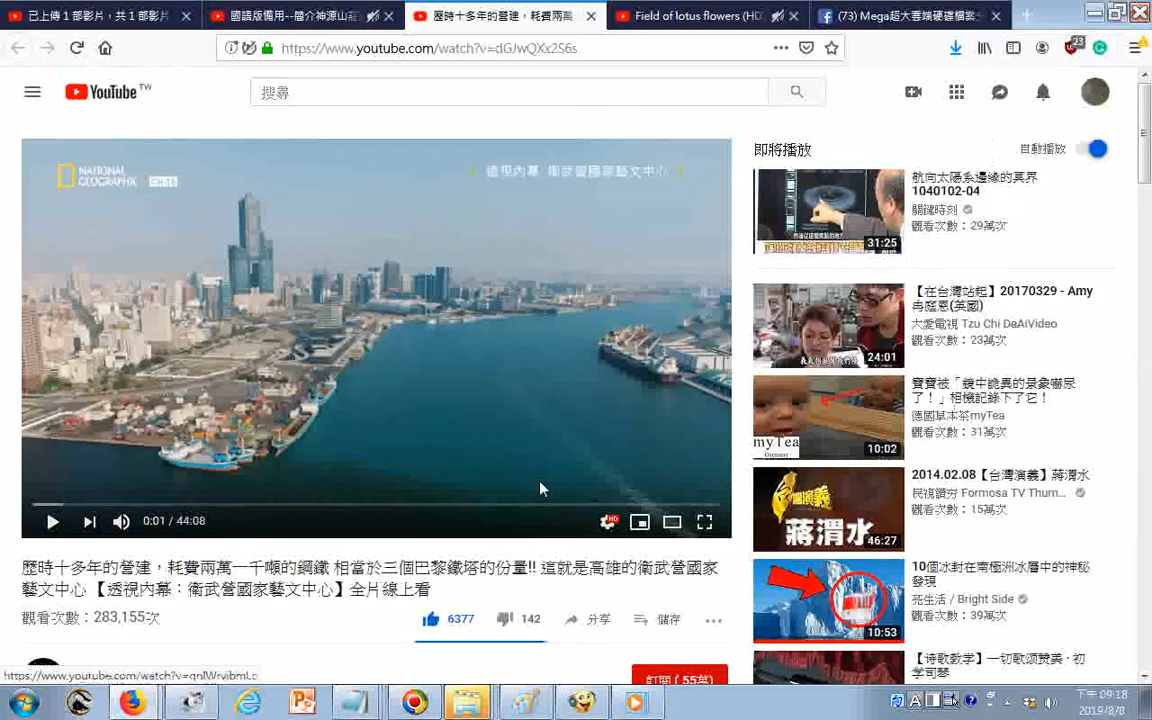 已上傳 1 部影片，共 1 部影片
國語版備用--簡介神源山莊
歷時十多年的營建，耗費兩萬
Field of lotus flowers (HD
(73) Mega超大雲端硬碟檔案
https://www.youtube.com/watch?v=dGJwQXx2S6s
23
YouTube TW
搜尋
NATIONAL GEOGRAPHIC
透視內幕 衛武營國家藝文中心
0:01 / 44:08
HD
歷時十多年的營建，耗費兩萬一千噸的鋼鐵 相當於三個巴黎鐵塔的份量!! 這就是高雄的衛武營國家
藝文中心 【透視內幕：衛武營國家藝文中心】全片線上看
觀看次數：283,155次
6377
142
分享
儲存
訂閱 (55萬)
即將播放
自動播放
航向太陽系邊緣的冥界
1040102-04
關鍵時刻
觀看次數：29萬次
31:25
【在台灣站起】20170329 - Amy
冉庭恩(英國)
大愛電視 Tzu Chi DaAiVideo
觀看次數：23萬次
24:01
寶寶被「鏡中詭異的景象嚇尿
了！」相機記錄下了它！
德國草本茶myTea
觀看次數：31萬次
myTea
Germany
10:02
2014.02.08【台灣演義】蔣渭水
民視讚夯 Formosa TV Thum...
觀看次數：15萬次
台灣演義
蔣渭水
46:27
10個冰封在南極洲冰層中的神秘
發現
亮生活 / Bright Side
觀看次數：39萬次
10:53
【诗歌教学】一切歌颂赞美 · 初
学司琴
下午 09:18
2019/8/8